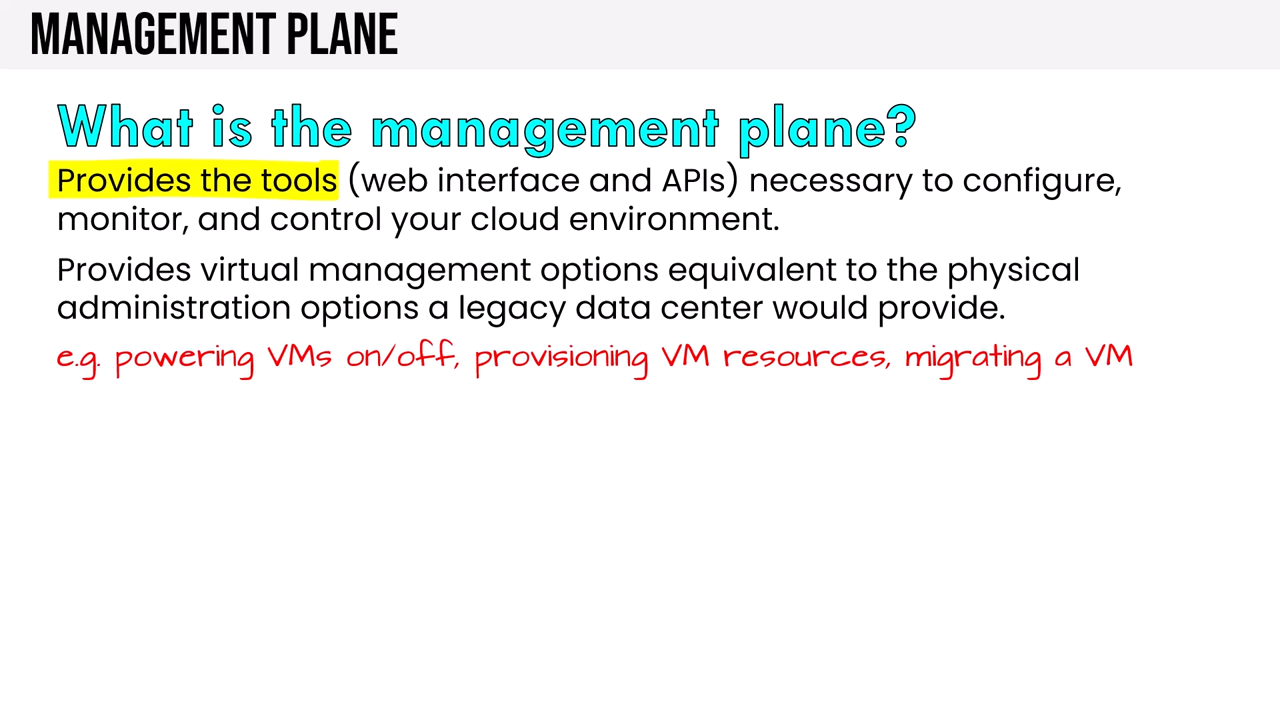 MANAGEMENT PLANE
What is the management plane?
Provides the tools (web interface and APIs) necessary to configure,
monitor, and control your cloud environment.
Provides virtual management options equivalent to the physical
administration options a legacy data center would provide.
e.g. powering VMs on/off, provisioning VM resources, migrating a VM